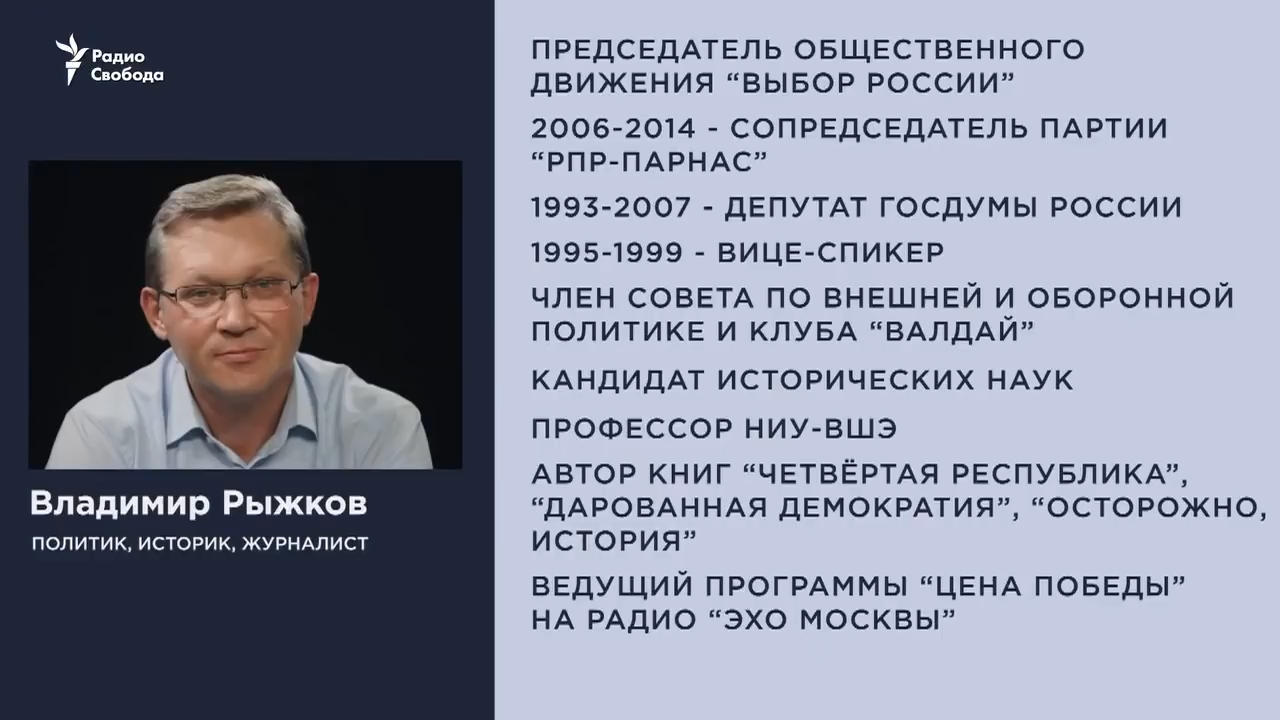 Радио
Свобода
Владимир Рыжков
ПОЛИТИК, ИСТОРИК, ЖУРНАЛИСТ
ПРЕДСЕДАТЕЛЬ ОБЩЕСТВЕННОГО
ДВИЖЕНИЯ “ВЫБОР РОССИИ”
2006-2014 - СОПРЕДСЕДАТЕЛЬ ПАРТИИ
“РПР-ПАРНАС”
1993-2007 - ДЕПУТАТ ГОСДУМЫ РОССИИ
1995-1999 - ВИЦЕ-СПИКЕР
ЧЛЕН СОВЕТА ПО ВНЕШНЕЙ И ОБОРОННОЙ
ПОЛИТИКЕ И КЛУБА “ВАЛДАЙ”
КАНДИДАТ ИСТОРИЧЕСКИХ НАУК
ПРОФЕССОР НИУ-ВШЭ
АВТОР КНИГ “ЧЕТВЁРТАЯ РЕСПУБЛИКА”,
“ДАРОВАННАЯ ДЕМОКРАТИЯ”, “ОСТОРОЖНО,
ИСТОРИЯ”
ВЕДУЩИЙ ПРОГРАММЫ “ЦЕНА ПОБЕДЫ”
НА РАДИО “ЭХО МОСКВЫ”